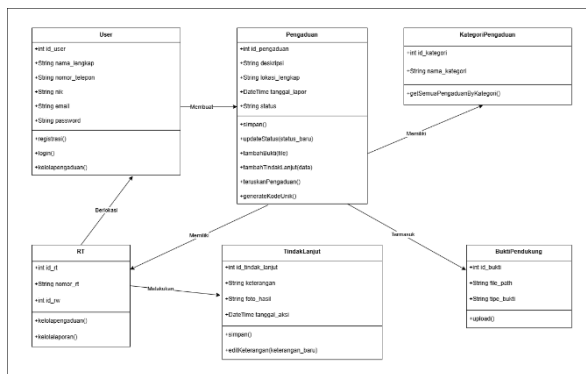 User
+int id_user
+String nama_lengkap
+String nomor_telepon
+String nik
+String email
+String password
+registrasi()
+login()
+kelolapengaduan()
Membuat
Pengaduan
+int id_pengaduan
+String deskripsi
+String lokasi_lengkap
+DateTime tanggal_lapor
+String status
+simpan()
+updateStatus(status_baru)
+tambahBukti(file)
+tambahTindakLanjut(data)
+teruskanPengaduan()
+generateKodeUnik()
KategoriPengaduan
+int id_kategori
+String nama_kategori
+getSemuaPengaduanByKategori()
Memiliki
Berlokasi
Memiliki
Termasuk
RT
+int id_rt
+String nomor_rt
+int id_rw
+kelolapengaduan()
+kelolalaporan()
Melakukan
TindakLanjut
+int id_tindak_lanjut
+String keterangan
+String foto_hasil
+DateTime tanggal_aksi
+simpan()
+editKeterangan(keterangan_baru)
BuktiPendukung
+int id_bukti
+String file_path
+String tipe_bukti
+upload()